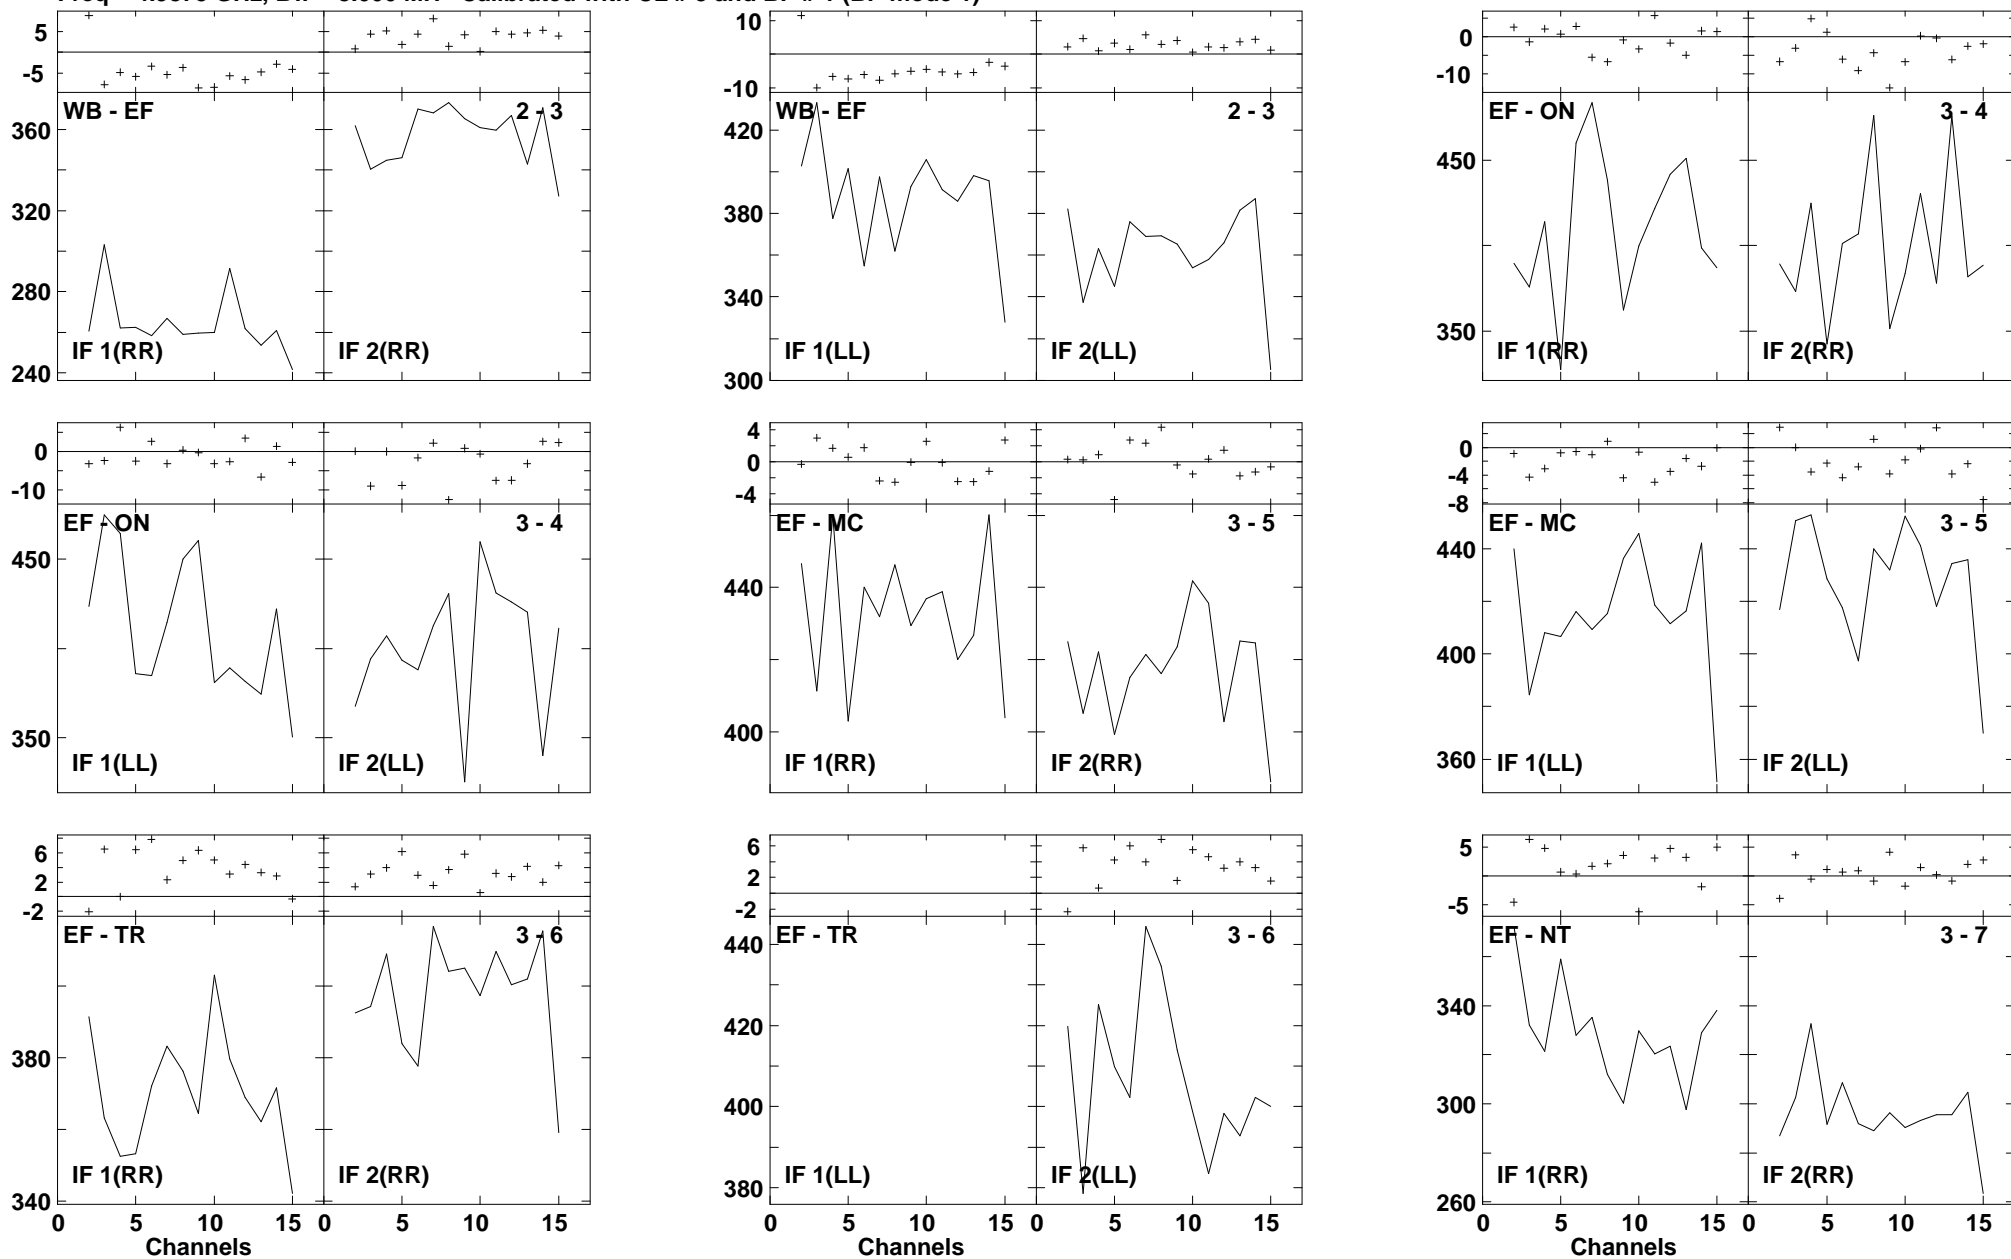 5
-5
WB - EF
2 - 3
360
320
280
240
IF 1(RR)
IF 2(RR)
10
-10
WB - EF
2 - 3
420
380
340
300
IF 1(LL)
IF 2(LL)
0
-10
EF - ON
3 - 4
450
350
IF 1(RR)
IF 2(RR)
0
-10
EF - ON
3 - 4
450
350
IF 1(LL)
IF 2(LL)
4
0
-4
EF - MC
3 - 5
440
400
IF 1(RR)
IF 2(RR)
0
-4
-8
EF - MC
3 - 5
440
400
360
IF 1(LL)
IF 2(LL)
6
2
-2
EF - TR
3 - 6
380
340
IF 1(RR)
IF 2(RR)
0 5 10 15 0 5 10 15
Channels
6
2
-2
EF - TR
3 - 6
440
420
400
380
IF 1(LL)
IF 2(LL)
0 5 10 15 0 5 10 15
Channels
5
-5
EF - NT
3 - 7
340
300
260
IF 1(RR)
IF 2(RR)
0 5 10 15 0 5 10 15
Channels